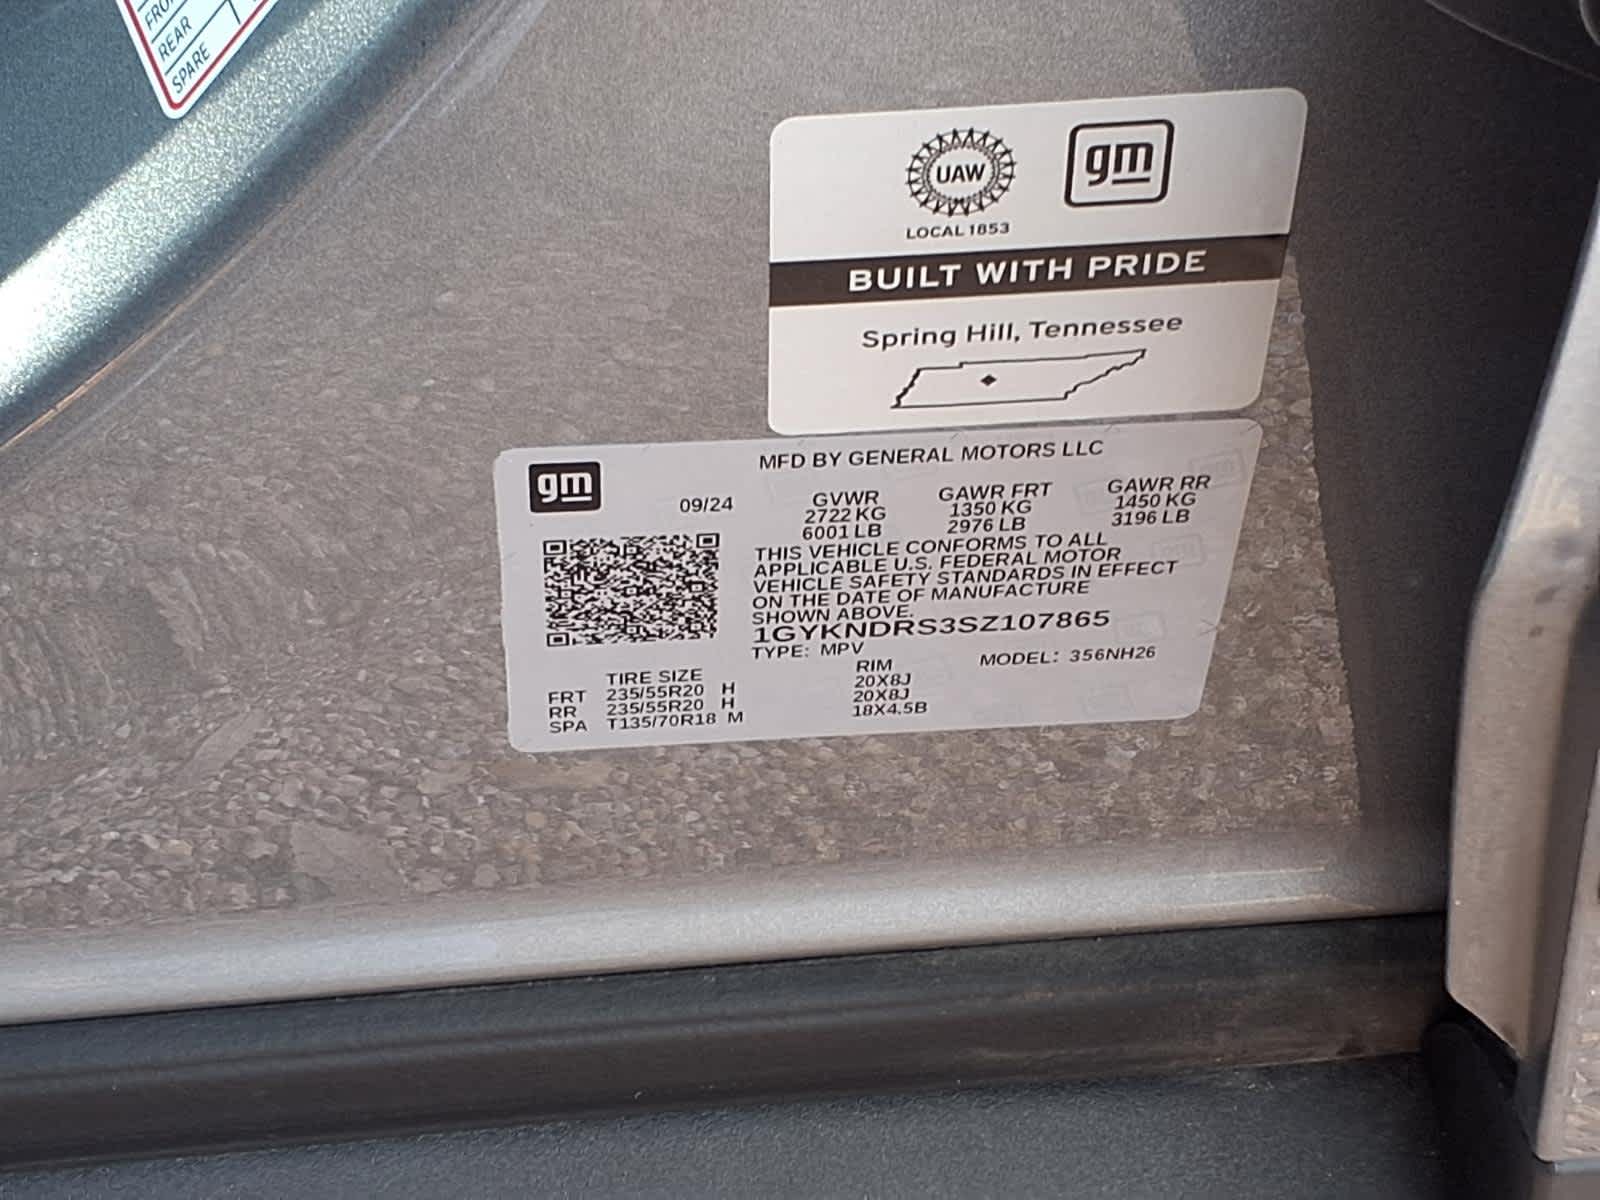 REAR
SPARE
UAW
gm
LOCAL 1853
BUILT WITH PRIDE
Spring Hill, Tennessee
gm
MFD BY GENERAL MOTORS LLC
09/24
GVWR GAWR FRT GAWR RR
2722 KG 1350 KG 1450 KG
6001 LB 2976 LB 3196 LB
THIS VEHICLE CONFORMS TO ALL
APPLICABLE U.S. FEDERAL MOTOR
VEHICLE SAFETY STANDARDS IN EFFECT
ON THE DATE OF MANUFACTURE
SHOWN ABOVE.
1GYKNDRS3SZ107865
TYPE: MPV MODEL: 356NH26
TIRE SIZE RIM
FRT 235/55R20 H 20X8J
RR 235/55R20 H 20X8J
SPA T135/70R18 M 18X4.5B